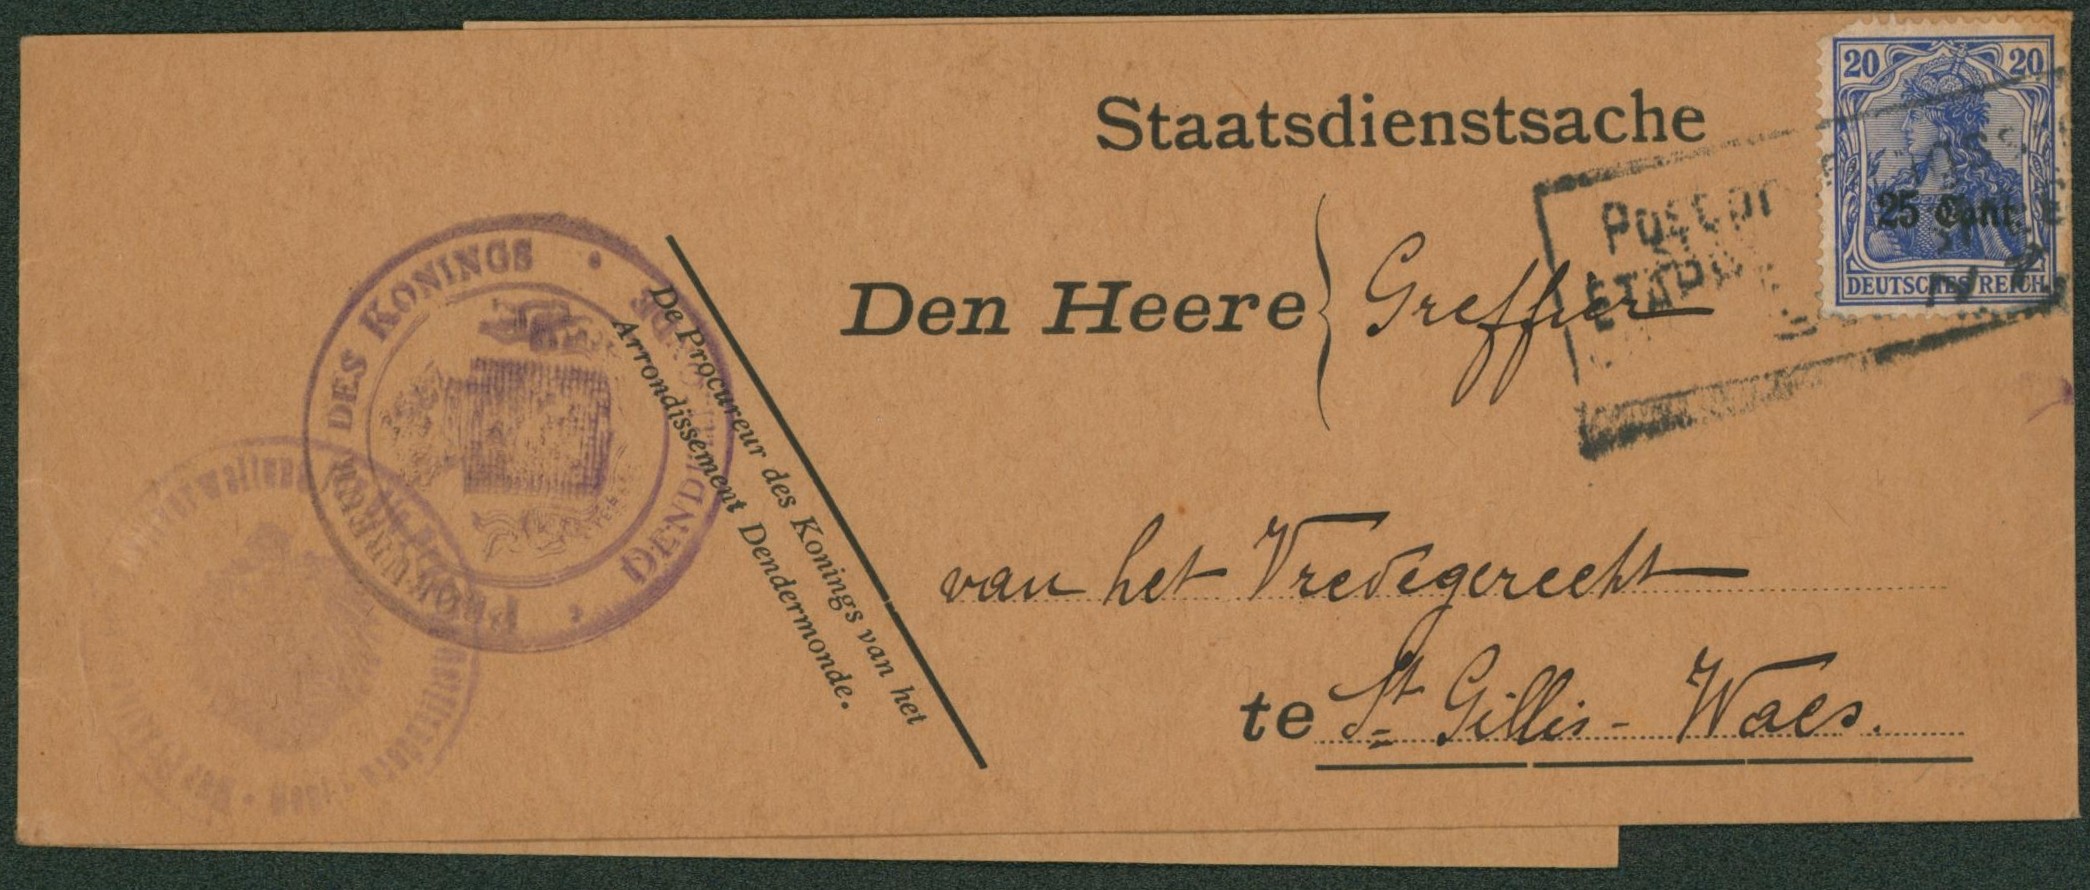 Staatsdienstsache
20 20
25 Cent.
DEUTSCHES REICH
Den Heere Greffier
van het Vredegerecht
te St Gillis-Waes.
De Procureur des Konings van het
Arrondissement Dendermonde.
PROKUREUR DES KONINGS